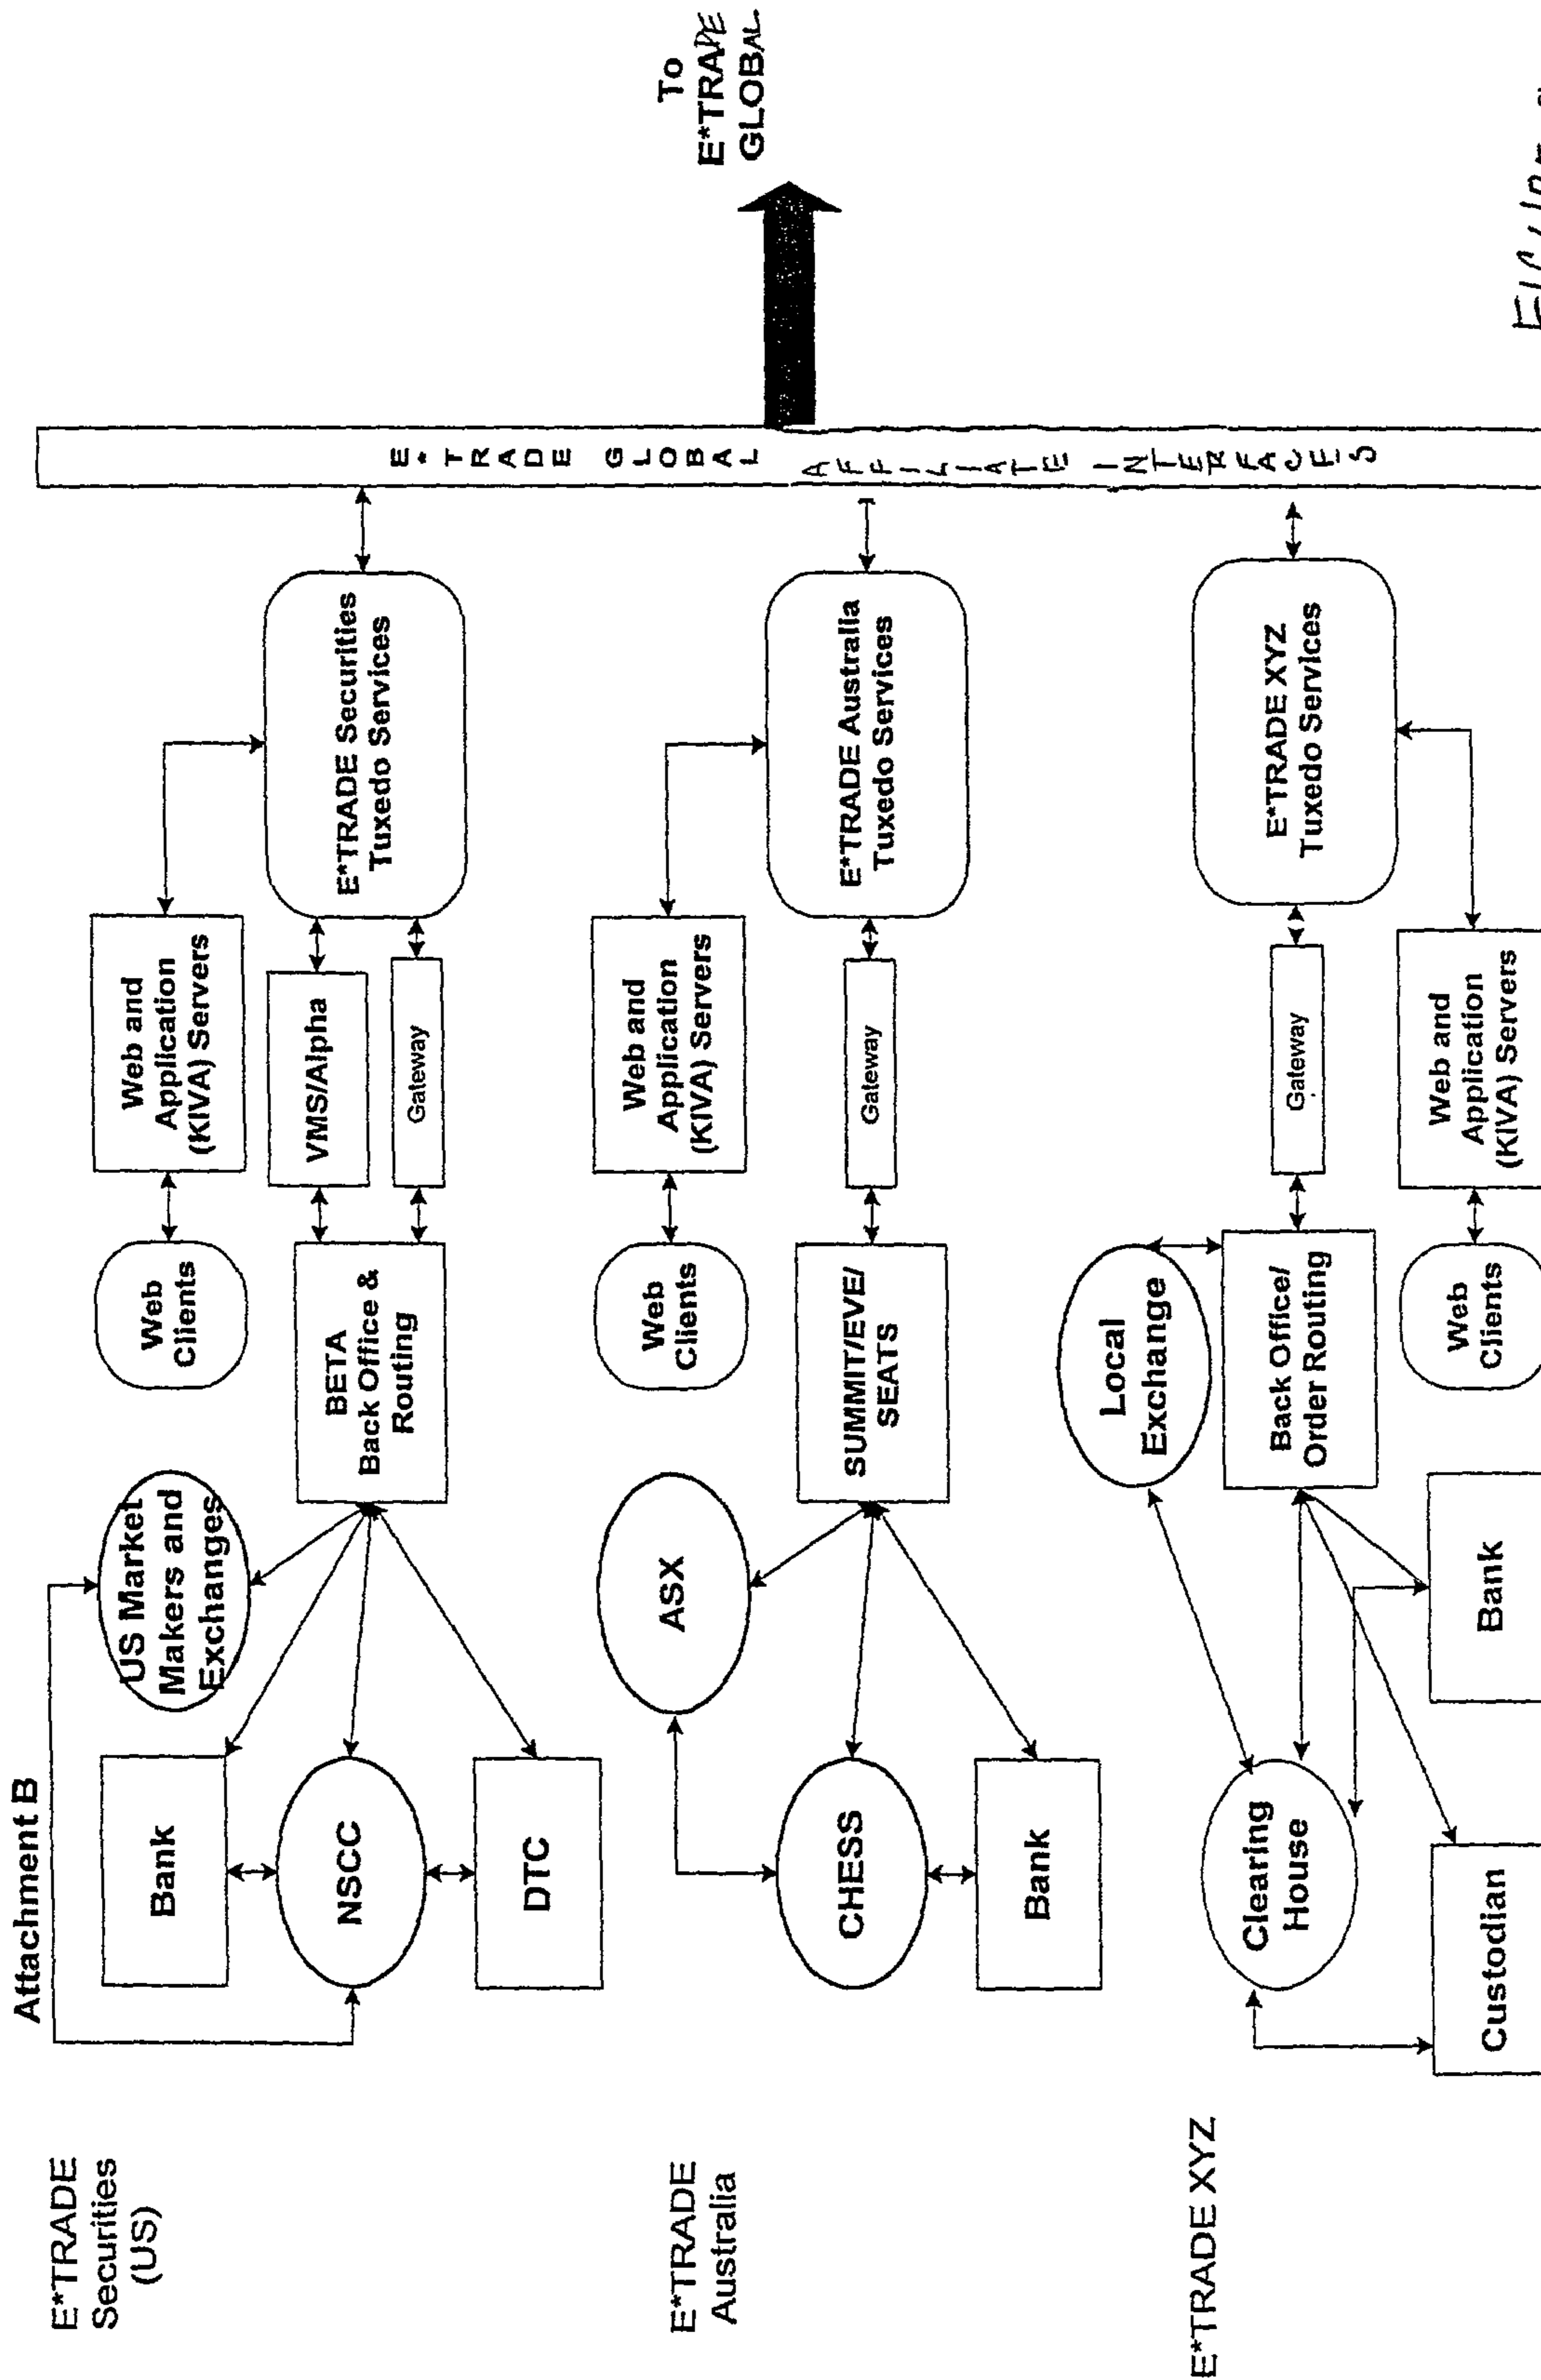 Attachment B
E*TRADE
Securities
(US)
Bank
NSCC
DTC
US Market
Makers and
Exchanges
BETA
Back Office &
Routing
Web
Clients
Web and
Application
(KIVA) Servers
VMS/Alpha
Gateway
E*TRADE Securities
Tuxedo Services
E*TRADE
Australia
CHESS
Bank
ASX
SUMMIT/EVE/
SEATS
Web
Clients
Web and
Application
(KIVA) Servers
Gateway
E*TRADE Australia
Tuxedo Services
E*TRADE XYZ
Clearing
House
Custodian
Bank
Local
Exchange
Back Office/
Order Routing
Web
Clients
Gateway
Web and
Application
(KIVA) Servers
E*TRADE XYZ
Tuxedo Services
E* TRADE GLOBAL AFFILIATE INTERFACES
To
E*TRADE
GLOBAL